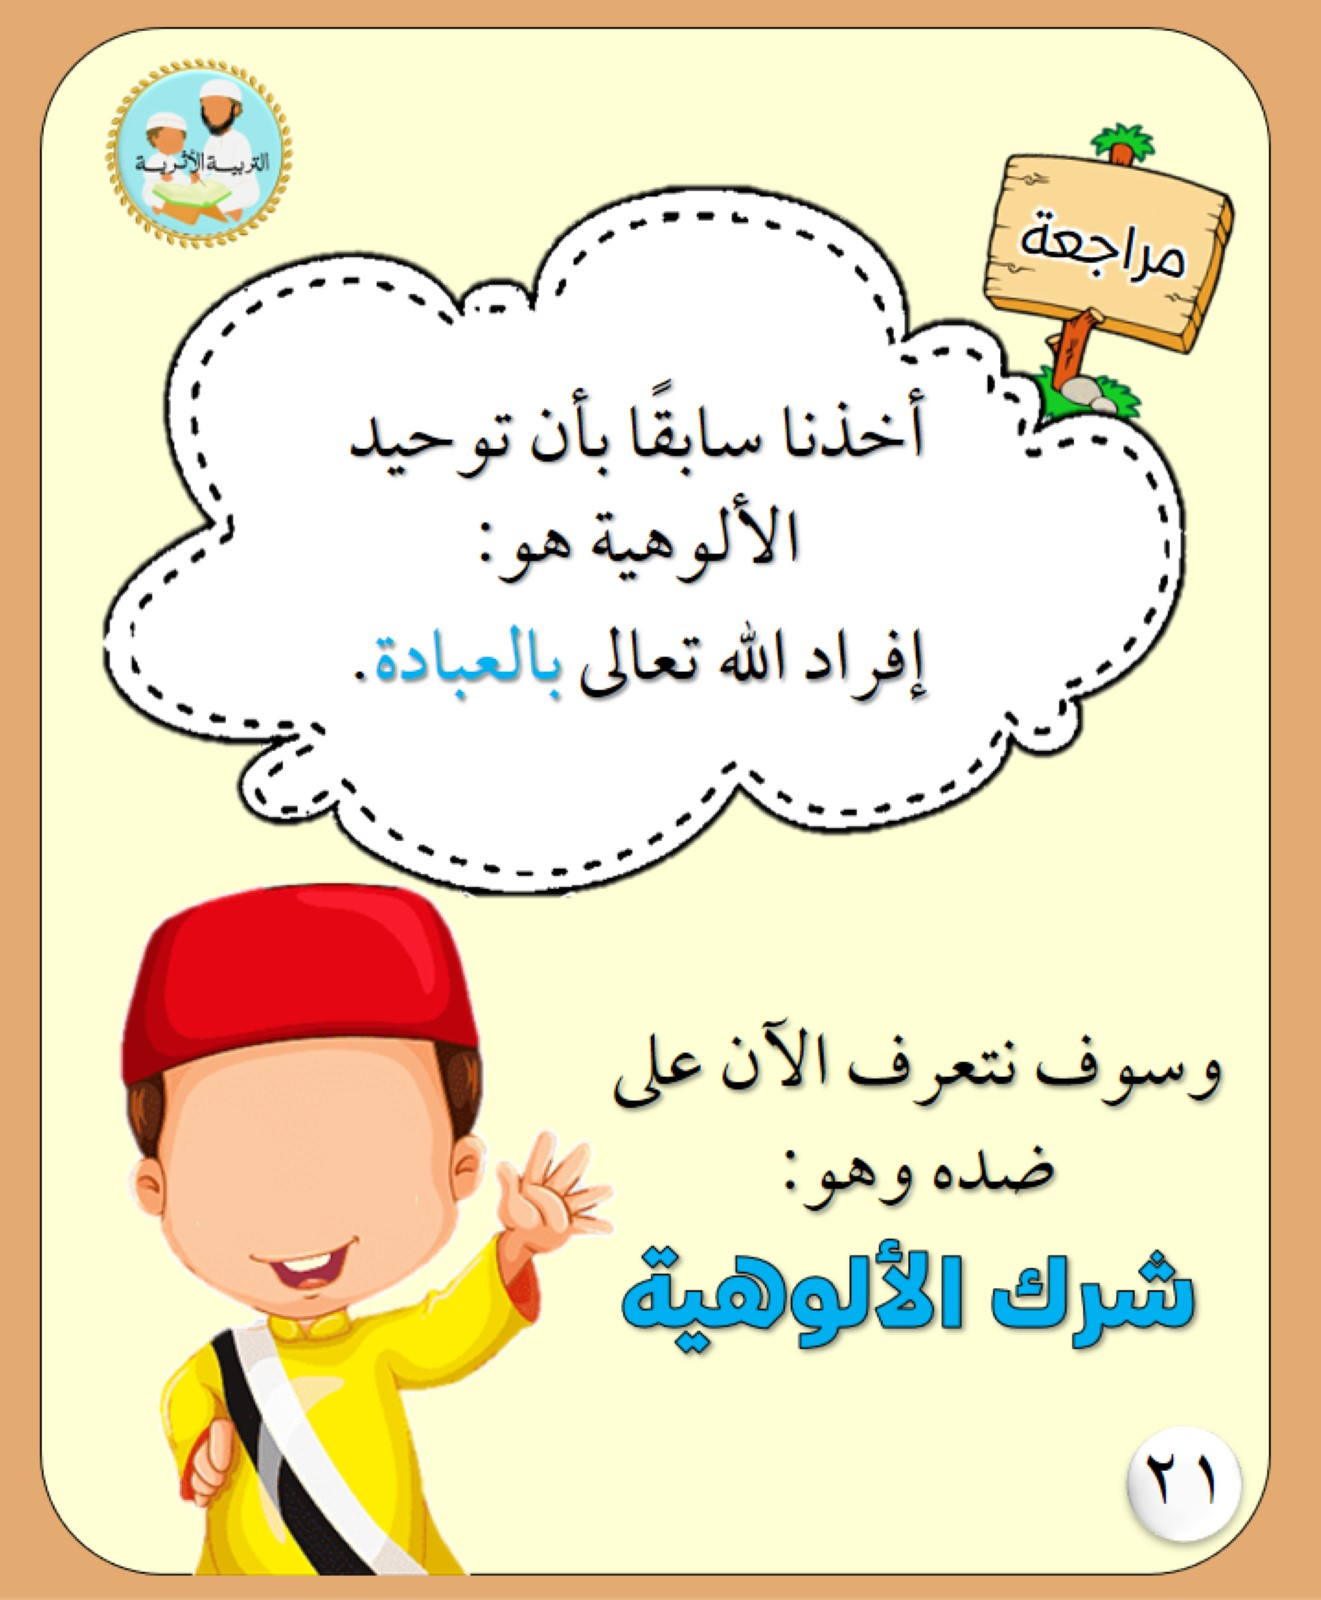 التربية الأثرية
مراجعة
أخذنا سابقًا بأن توحيد
الألوهية هو:
إفراد الله تعالى بالعبادة.
وسوف نتعرف الآن على
ضده وهو:
شرك الألوهية
٢١